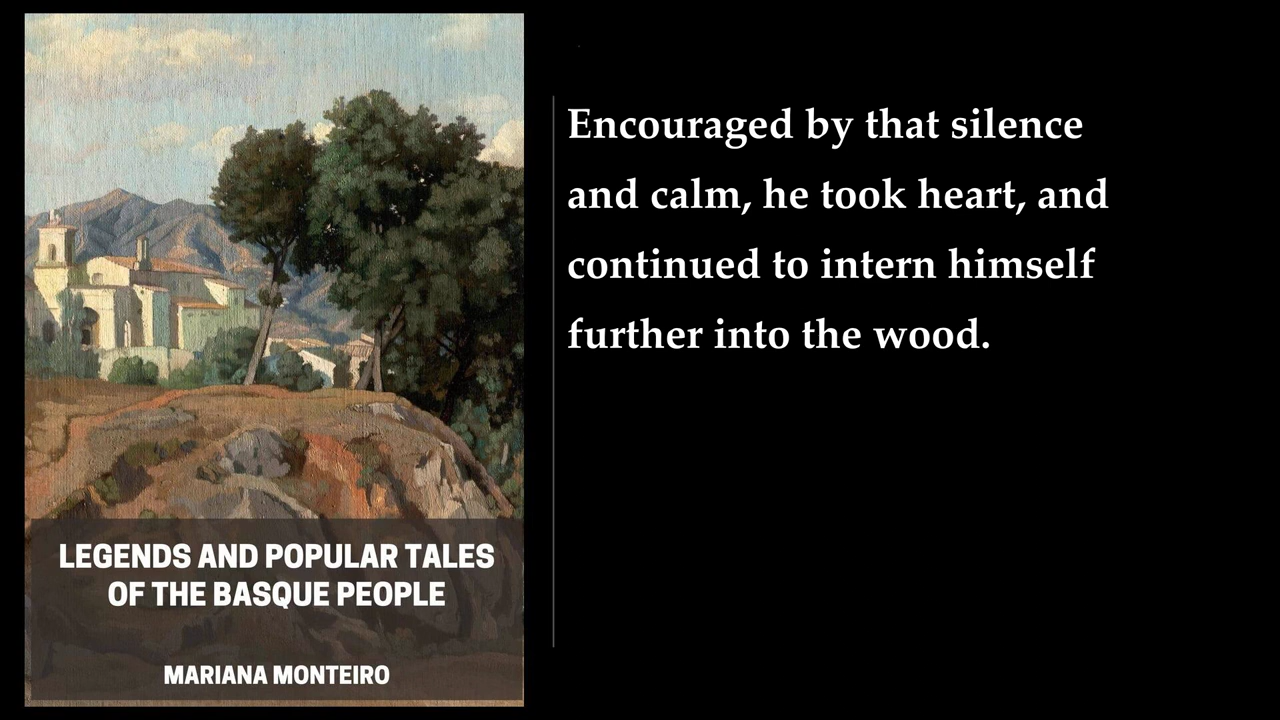 Encouraged by that silence
and calm, he took heart, and
continued to intern himself
further into the wood.
LEGENDS AND POPULAR TALES
OF THE BASQUE PEOPLE
MARIANA MONTEIRO